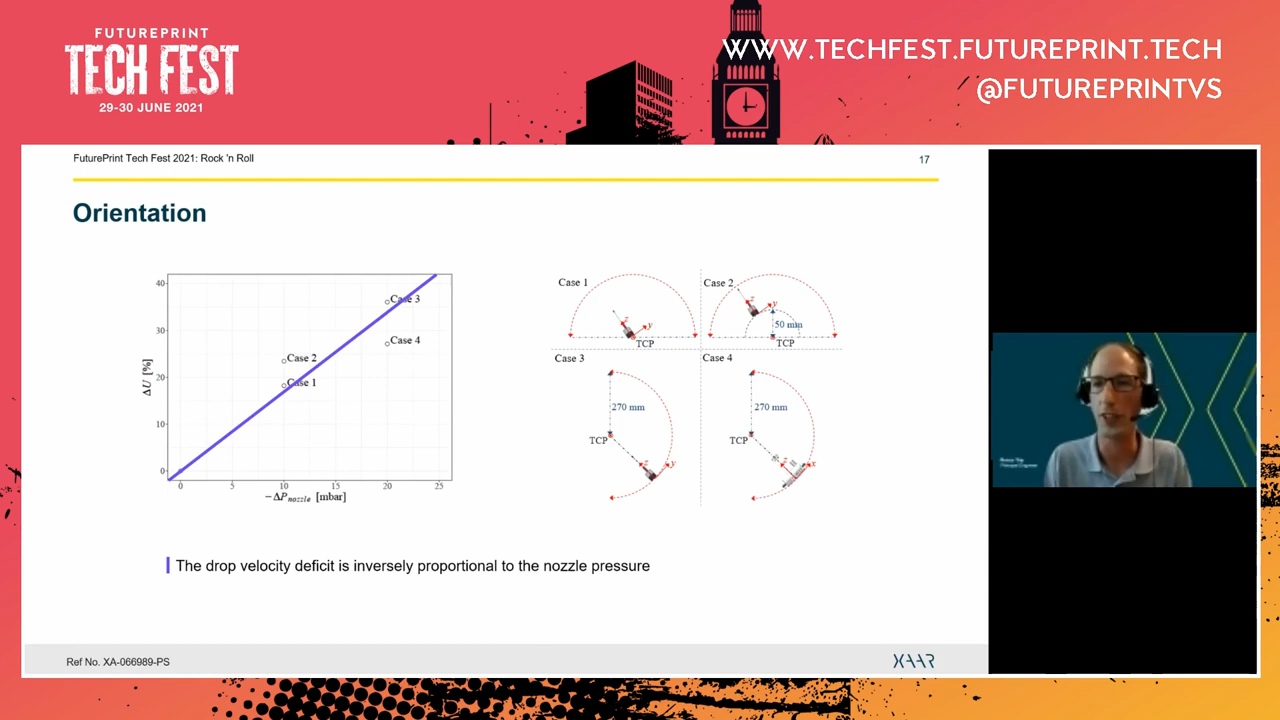 FUTUREPRINT
TECH FEST
29-30 JUNE 2021
WWW.TECHFEST.FUTUREPRINT.TECH
@FUTUREPRINTVS
FuturePrint Tech Fest 2021: Rock 'n Roll
17
Orientation
40
30
20
10
0
ΔU [%]
Case 3
Case 4
Case 2
Case 1
0
5
10
15
20
25
−ΔPnozzle [mbar]
Case 1
z
y
TCP
Case 2
z
y
50 mm
TCP
Case 3
270 mm
TCP
z
y
Case 4
270 mm
TCP
z
x
The drop velocity deficit is inversely proportional to the nozzle pressure
Ref No. XA-066989-PS
XAAR